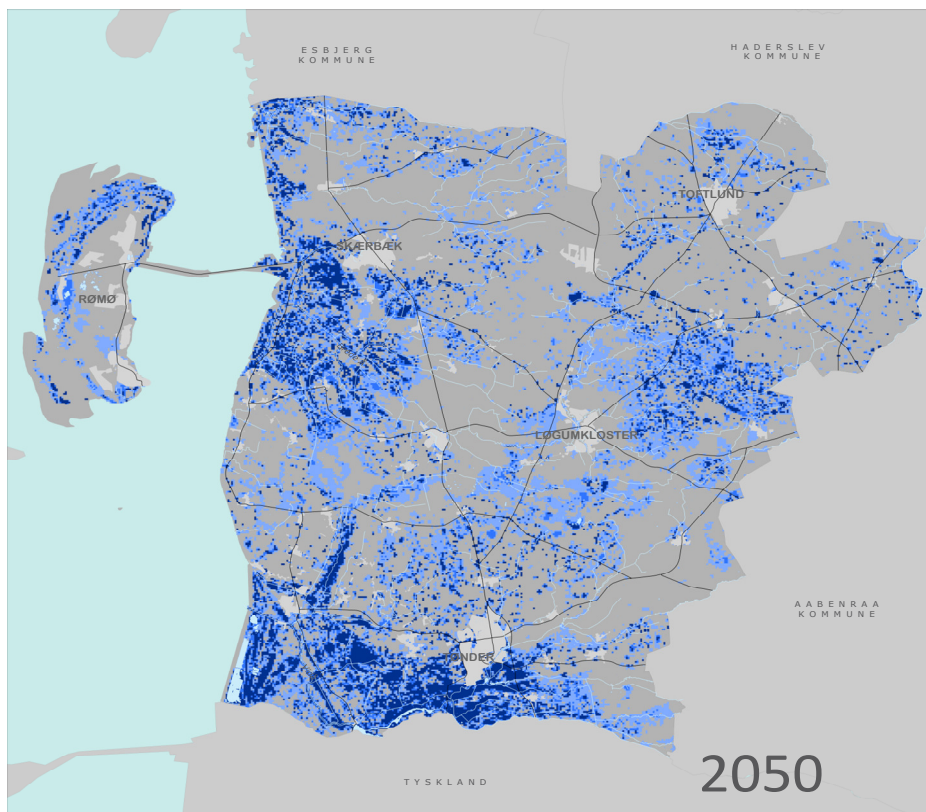 ESBJERG
KOMMUNE
HADERSLEV
KOMMUNE
TOFTLUND
SKÆRBÆK
RØMØ
LØGUMKLOSTER
AABENRAA
KOMMUNE
TØNDER
2050
TYSKLAND